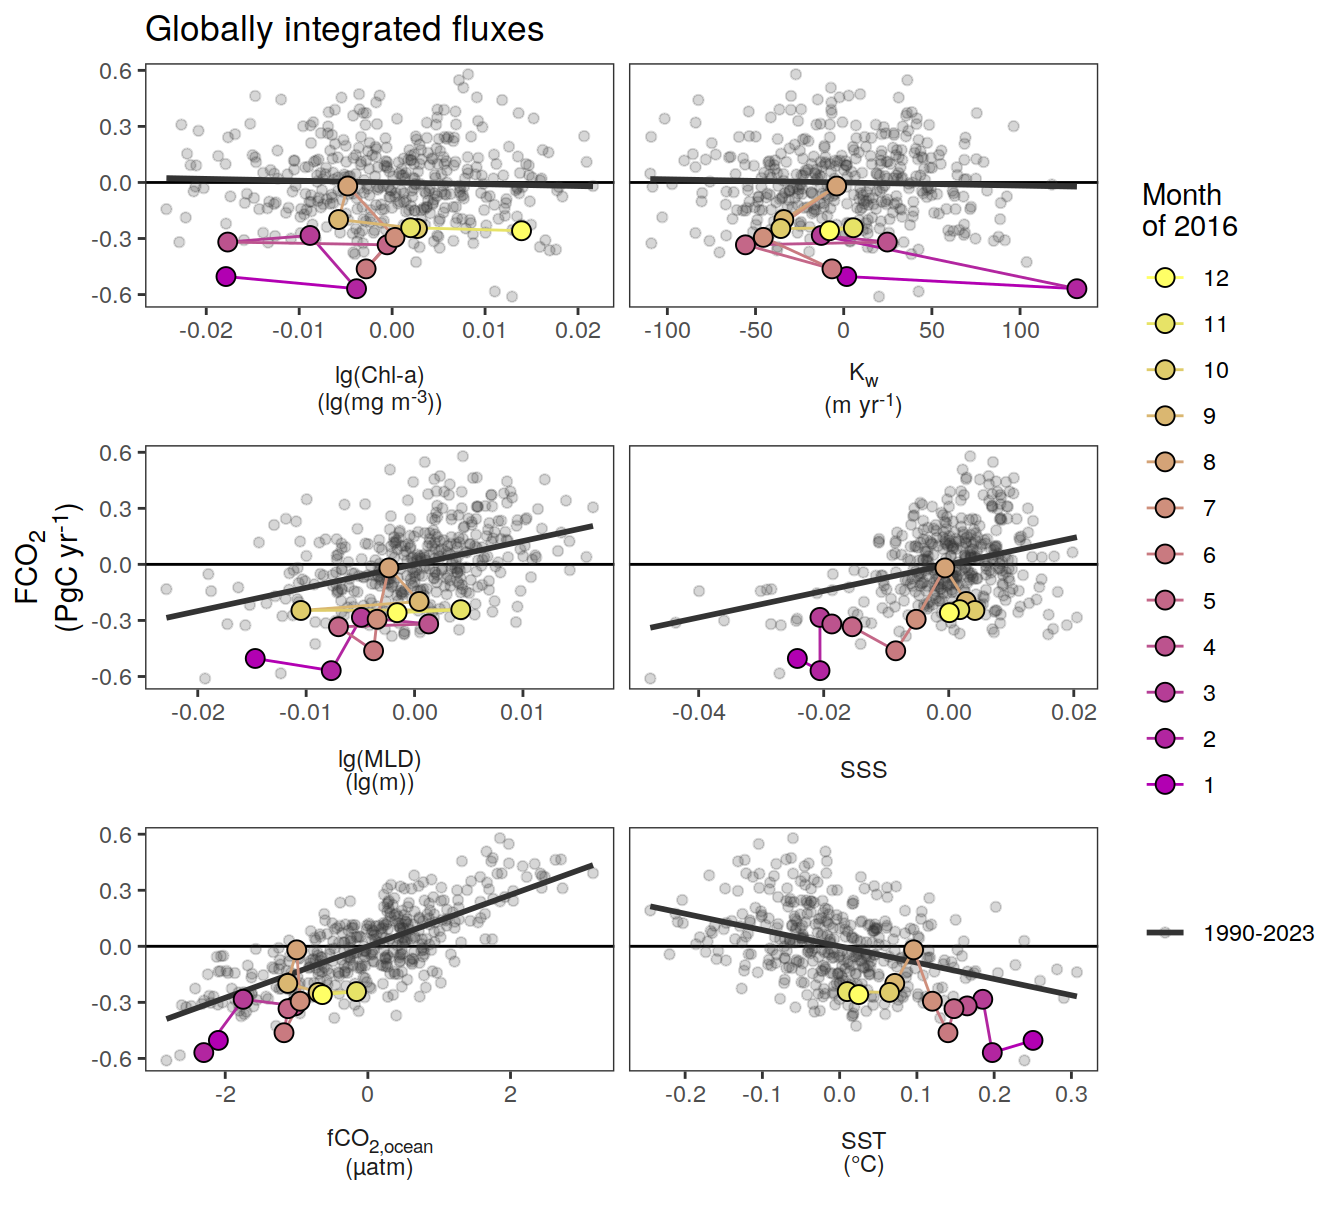 Globally integrated fluxes
0.6
0.3
0.0
-0.3
-0.6
-0.02 -0.01 0.00 0.01 0.02
lg(Chl-a)
(lg(mg m⁻³))
-100 -50 0 50 100
K_w
(m yr⁻¹)
FCO₂
(PgC yr⁻¹)
0.6
0.3
0.0
-0.3
-0.6
-0.02 -0.01 0.00 0.01
lg(MLD)
(lg(m))
-0.04 -0.02 0.00 0.02
SSS
0.6
0.3
0.0
-0.3
-0.6
-2 0 2
fCO₂,ocean
(µatm)
-0.2 -0.1 0.0 0.1 0.2 0.3
SST
(°C)
Month
of 2016
12
11
10
9
8
7
6
5
4
3
2
1
1990-2023